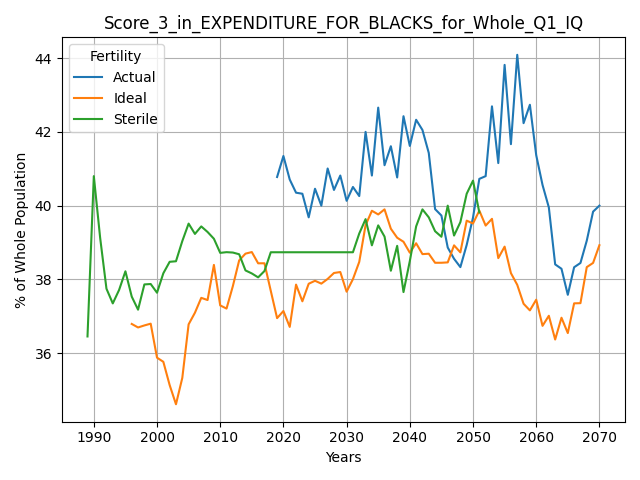 Score_3_in_EXPENDITURE_FOR_BLACKS_for_Whole_Q1_IQ
Fertility
Actual
Ideal
Sterile
44
42
40
38
36
% of Whole Population
1990 2000 2010 2020 2030 2040 2050 2060 2070
Years